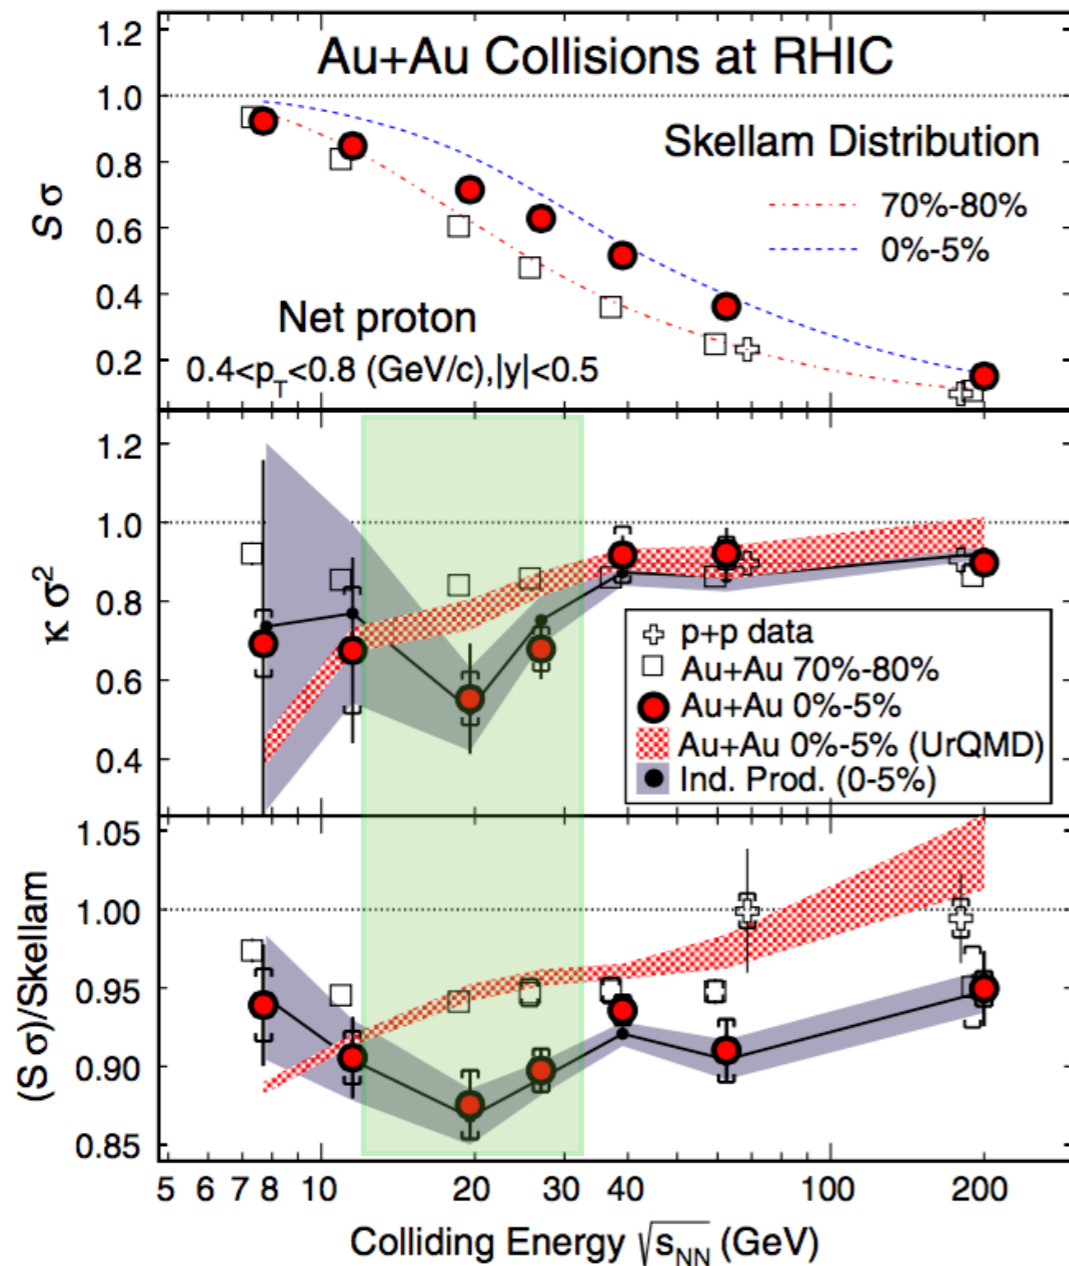 Au+Au Collisions at RHIC
Skellam Distribution
70%-80%
0%-5%
Net proton
0.4<p_T<0.8 (GeV/c),|y|<0.5
S σ
1.2
1.0
0.8
0.6
0.4
0.2
κ σ²
1.2
1.0
0.8
0.6
0.4
p+p data
Au+Au 70%-80%
Au+Au 0%-5%
Au+Au 0%-5% (UrQMD)
Ind. Prod. (0-5%)
(S σ)/Skellam
1.05
1.00
0.95
0.90
0.85
5 6 7 8 10 20 30 40 100 200
Colliding Energy √s_NN (GeV)